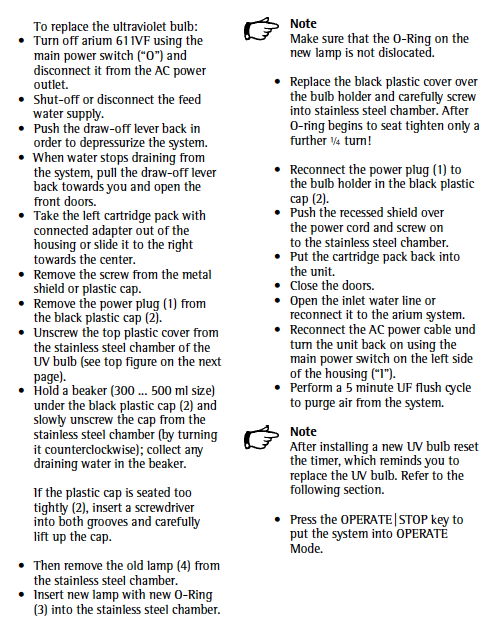 To replace the ultraviolet bulb:
• Turn off arium 611VF using the
main power switch (“O”) and
disconnect it from the AC power
outlet.
• Shut-off or disconnect the feed
water supply.
• Push the draw-off lever back in
order to depressurize the system.
• When water stops draining from
the system, pull the draw-off lever
back towards you and open the
front doors.
• Take the left cartridge pack with
connected adapter out of the
housing or slide it to the right
towards the center.
• Remove the screw from the metal
shield or plastic cap.
• Remove the power plug (1) from
the black plastic cap (2).
• Unscrew the top plastic cover from
the stainless steel chamber of the
UV bulb (see top figure on the next
page).
• Hold a beaker (300 ... 500 ml size)
under the black plastic cap (2) and
slowly unscrew the cap from the
stainless steel chamber (by turning
it counterclockwise); collect any
draining water in the beaker.
If the plastic cap is seated too
tightly (2), insert a screwdriver
into both grooves and carefully
lift up the cap.
• Then remove the old lamp (4) from
the stainless steel chamber.
• Insert new lamp with new O-Ring
(3) into the stainless steel chamber.
Note
Make sure that the O-Ring on the
new lamp is not dislocated.
• Replace the black plastic cover over
the bulb holder and carefully screw
into stainless steel chamber. After
O-ring begins to seat tighten only a
further ¼ turn!
• Reconnect the power plug (1) to
the bulb holder in the black plastic
cap (2).
• Push the recessed shield over
the power cord and screw on
to the stainless steel chamber.
• Put the cartridge pack back into
the unit.
• Close the doors.
• Open the inlet water line or
reconnect it to the arium system.
• Reconnect the AC power cable und
turn the unit back on using the
main power switch on the left side
of the housing (“I”).
• Perform a 5 minute UF flush cycle
to purge air from the system.
Note
After installing a new UV bulb reset
the timer, which reminds you to
replace the UV bulb. Refer to the
following section.
• Press the OPERATE|STOP key to
put the system into OPERATE
Mode.